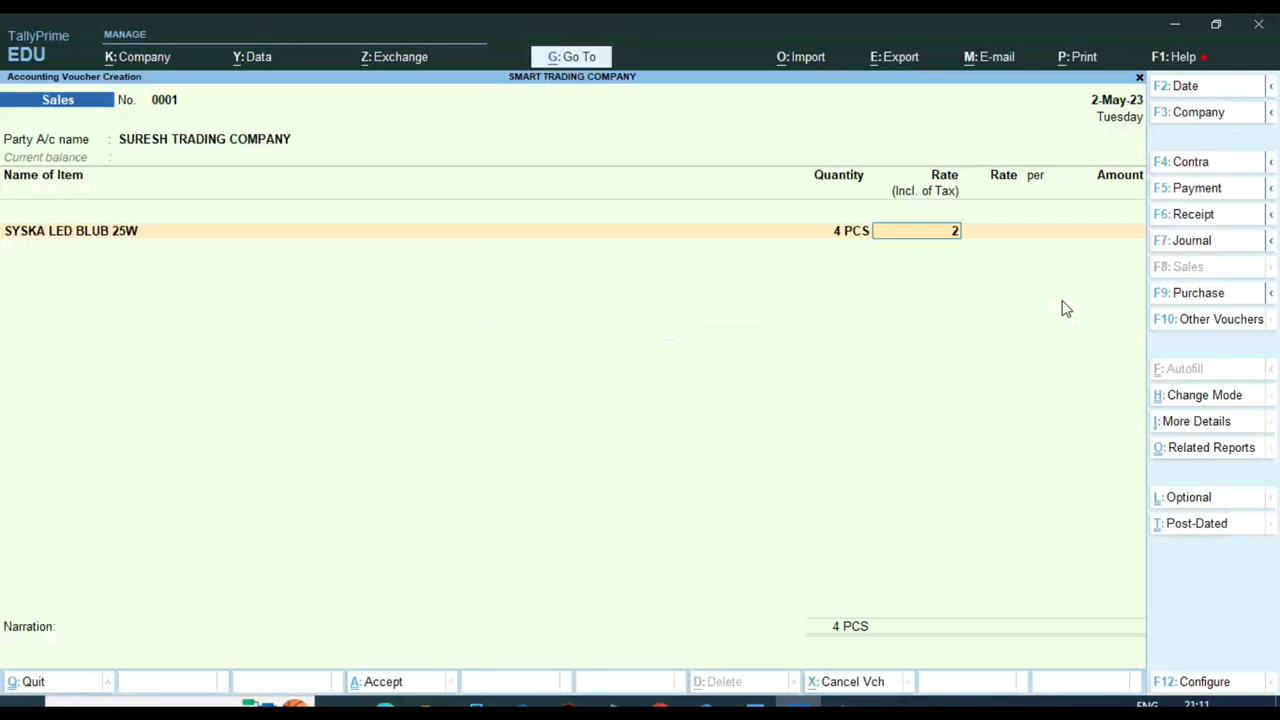 TallyPrime
EDU
MANAGE
K: Company
Y: Data
Z: Exchange
G: Go To
O: Import
E: Export
M: E-mail
P: Print
F1: Help
Accounting Voucher Creation
SMART TRADING COMPANY
Sales
No. 0001
2-May-23
Tuesday
Party A/c name : SURESH TRADING COMPANY
Current balance :
Name of Item
Quantity
Rate
(Incl. of Tax)
Rate per
Amount
SYSKA LED BLUB 25W
4 PCS
2
Narration:
4 PCS
F2: Date
F3: Company
F4: Contra
F5: Payment
F6: Receipt
F7: Journal
F8: Sales
F9: Purchase
F10: Other Vouchers
F: Autofill
H: Change Mode
I: More Details
O: Related Reports
L: Optional
T: Post-Dated
Q: Quit
A: Accept
D: Delete
X: Cancel Vch
F12: Configure
ENG
21:11